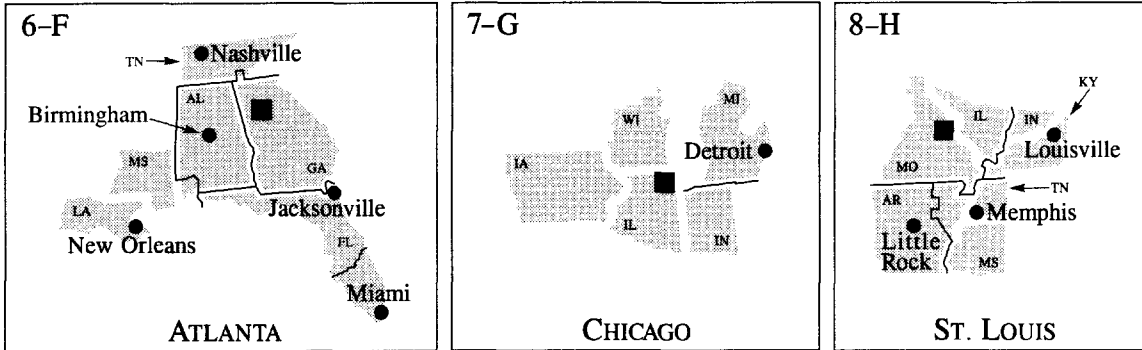 6–F
TN
Nashville
AL
Birmingham
MS
GA
LA
Jacksonville
New Orleans
FL
Miami
ATLANTA
7–G
WI
MI
IA
Detroit
IL
IN
CHICAGO
8–H
KY
IL
IN
Louisville
MO
TN
AR
Memphis
Little
Rock
MS
ST. LOUIS